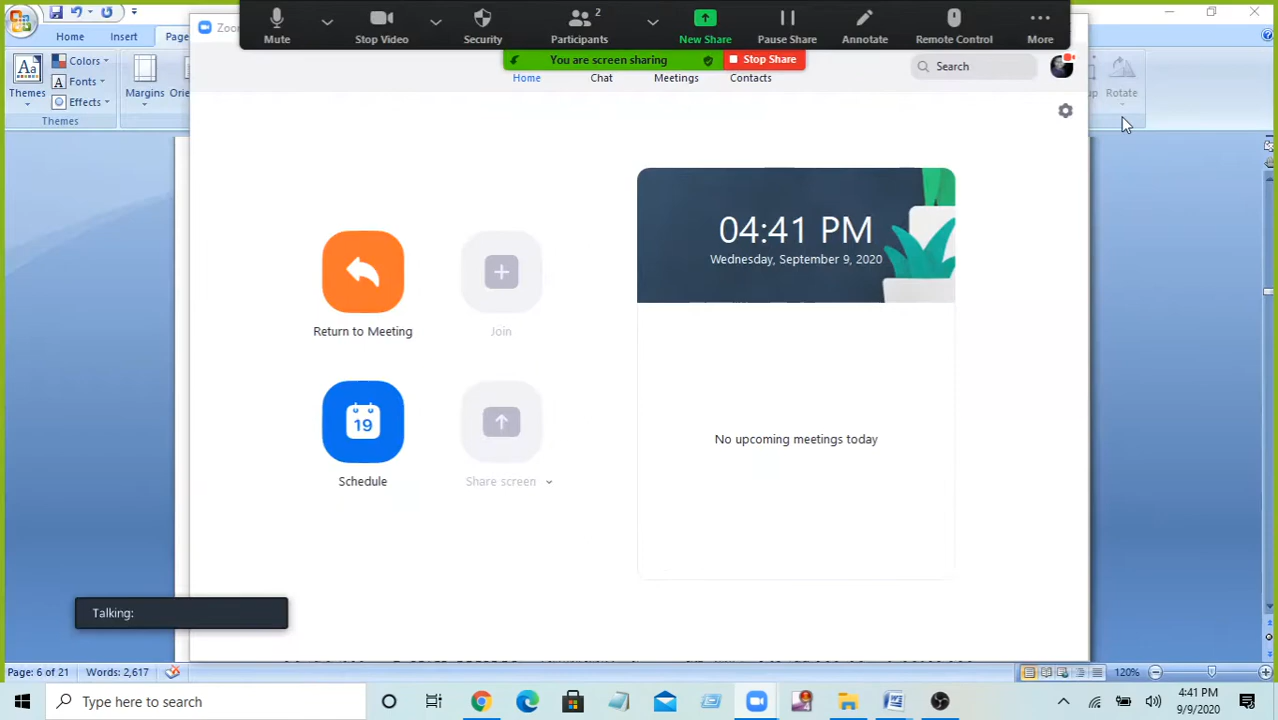 Mute
Stop Video
Security
2
Participants
New Share
Pause Share
Annotate
Remote Control
More
Home
Insert
You are screen sharing
Stop Share
Home
Chat
Meetings
Contacts
Search
Aa
Themes
Colors
Fonts
Effects
Margins
Themes
Rotate
04:41 PM
Wednesday, September 9, 2020
Return to Meeting
Join
19
Schedule
Share screen
No upcoming meetings today
Talking:
Page: 6 of 21
Words: 2,617
120%
Type here to search
4:41 PM
9/9/2020